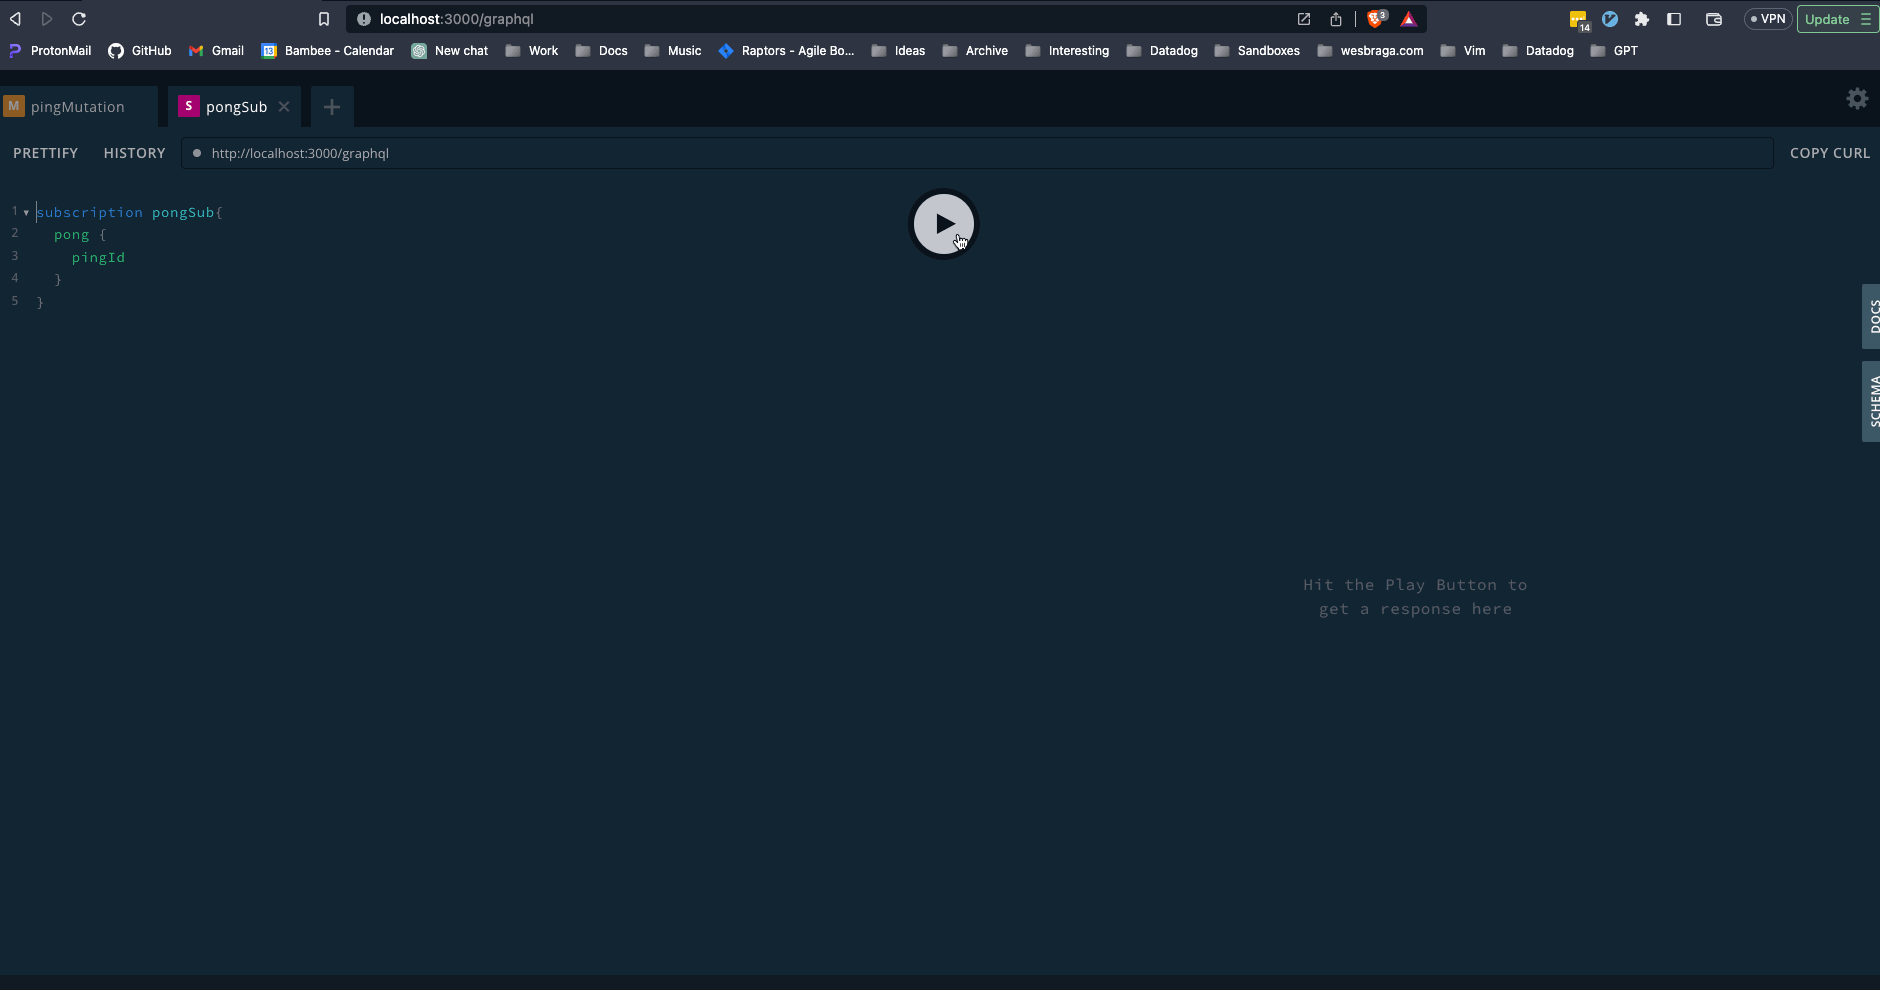 localhost:3000/graphql
3
14
VPN
Update
ProtonMail
GitHub
Gmail
13
Bambee - Calendar
New chat
Work
Docs
Music
Raptors - Agile Bo...
Ideas
Archive
Interesting
Datadog
Sandboxes
wesbraga.com
Vim
Datadog
GPT
M pingMutation
S pongSub
PRETTIFY
HISTORY
http://localhost:3000/graphql
COPY CURL
1 subscription pongSub{
2 pong {
3 pingId
4 }
5 }
DOCS
SCHEMA
Hit the Play Button to
get a response here